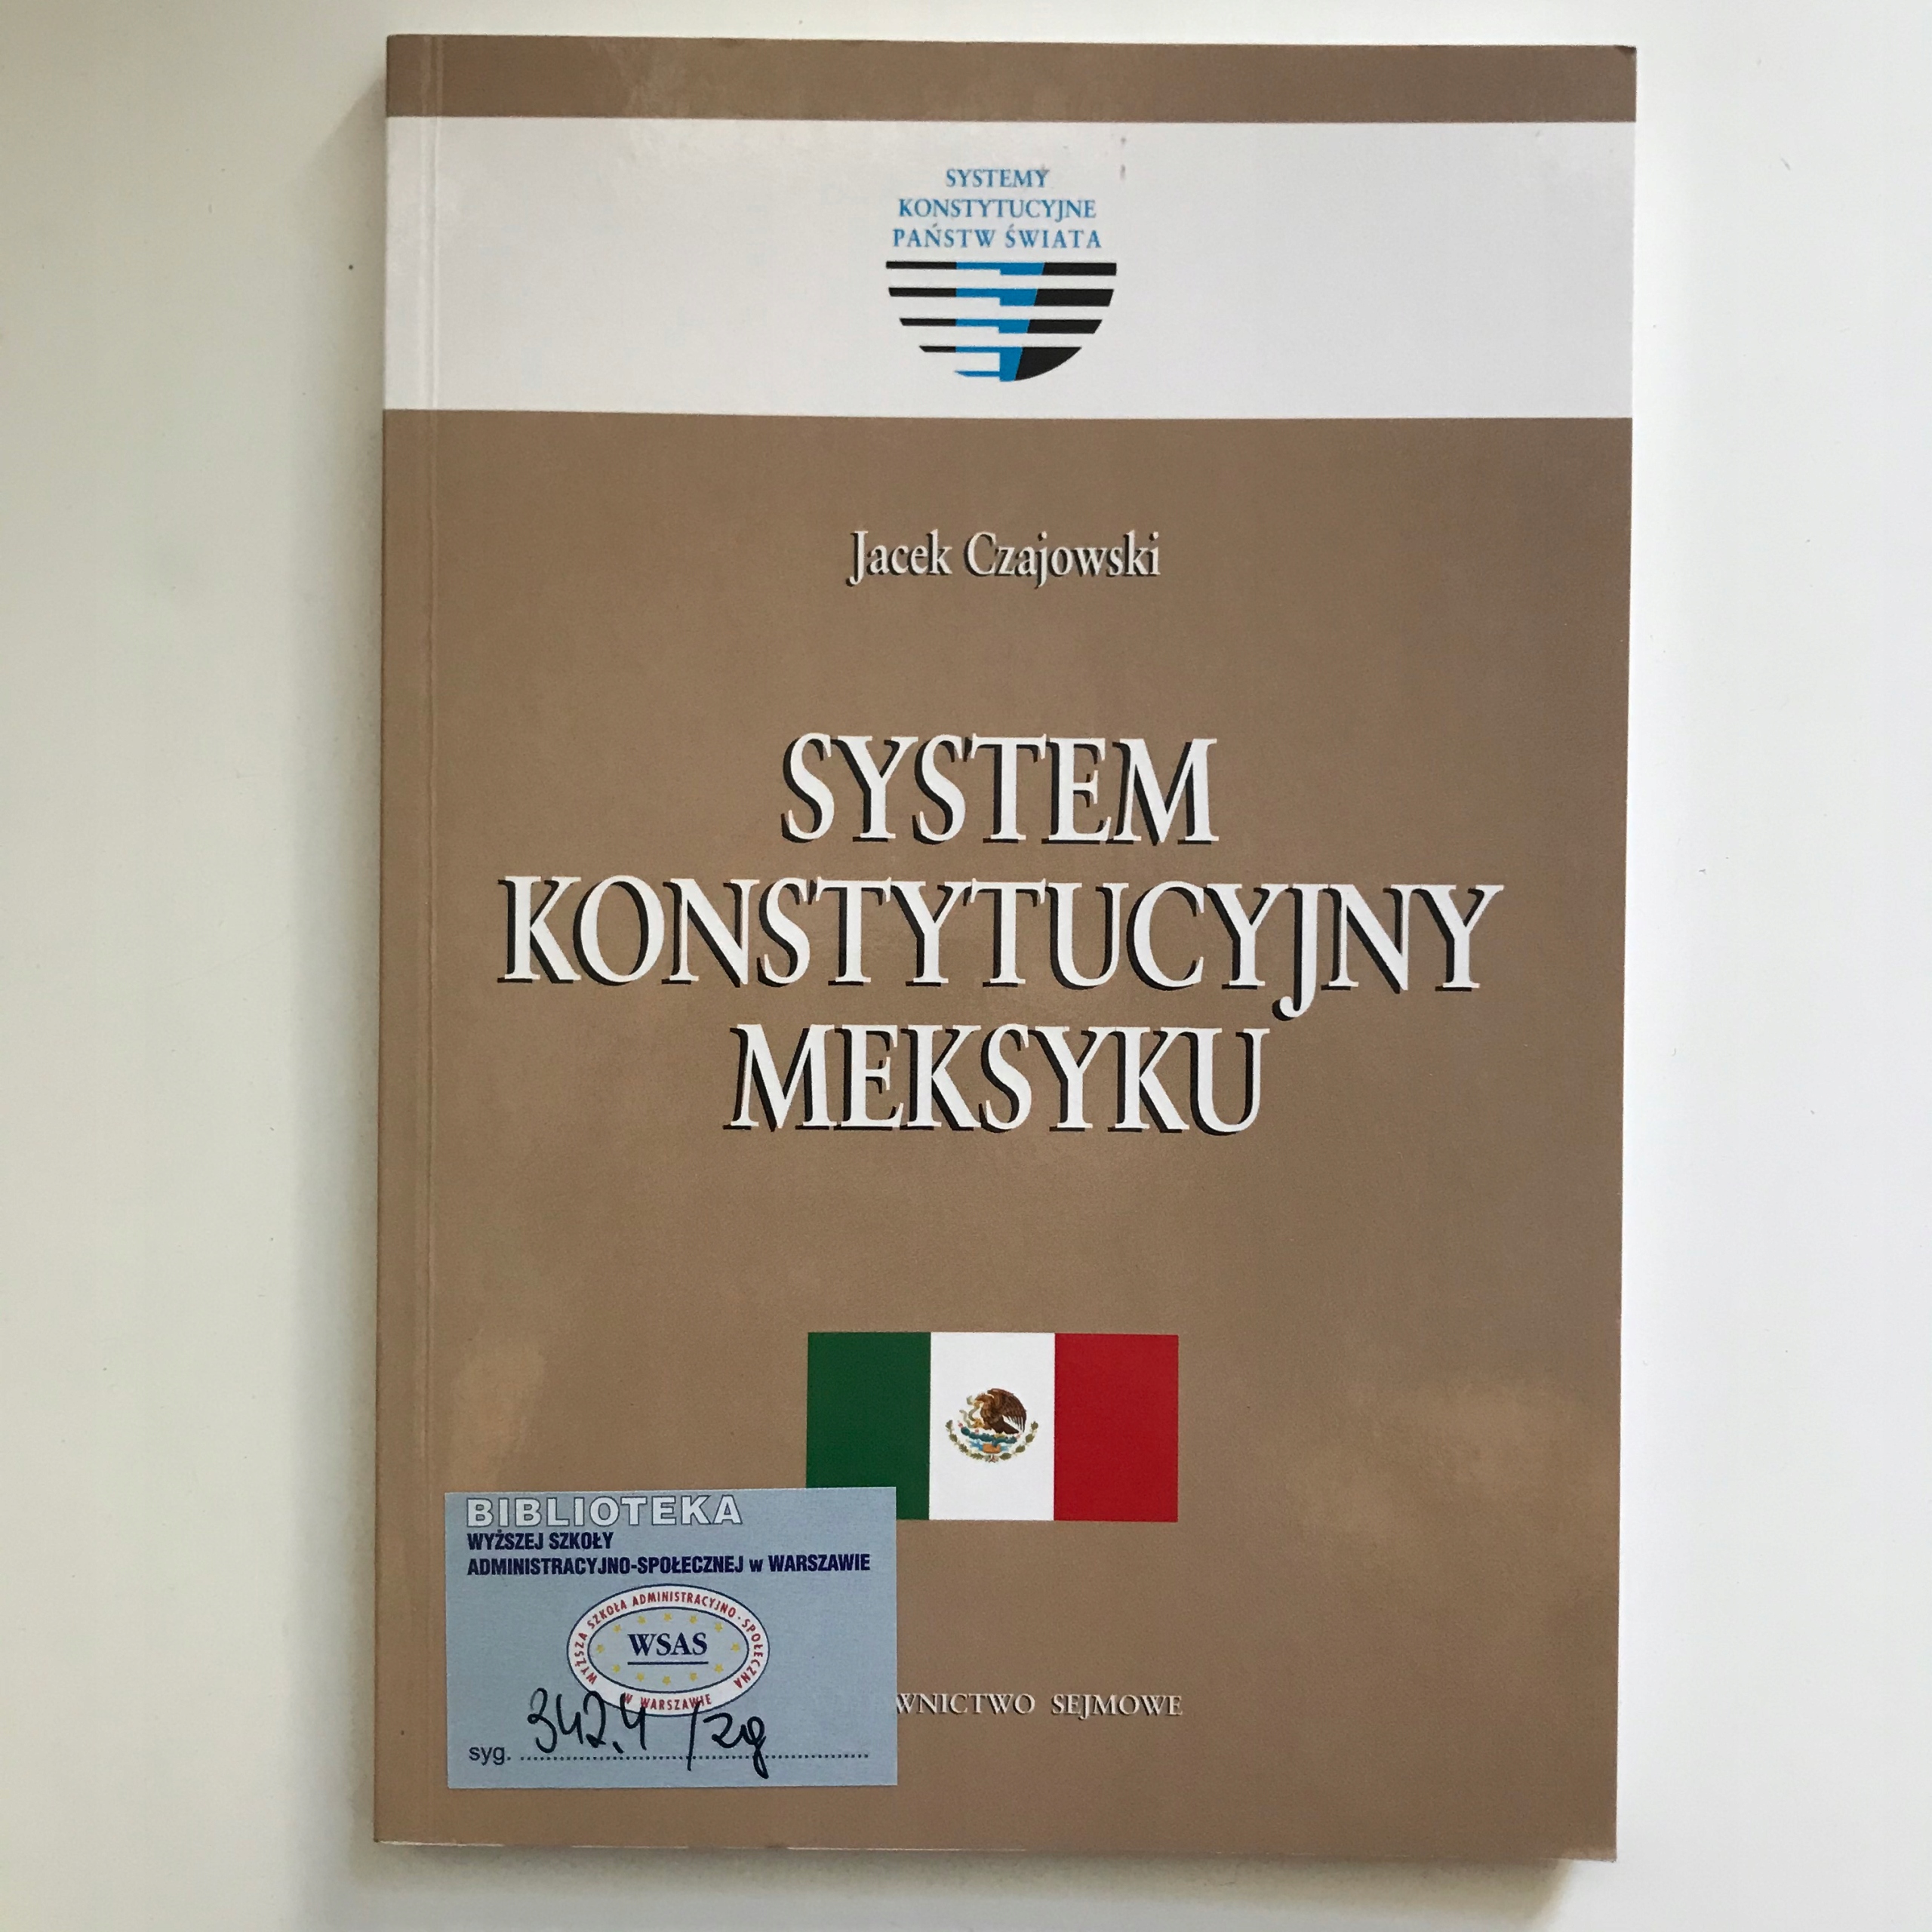 SYSTEMY
KONSTYTUCYJNE
PAŃSTW ŚWIATA
Jacek Czajowski
SYSTEM
KONSTYTUCYJNY
MEKSYKU
BIBLIOTEKA
WYŻSZEJ SZKOŁY
ADMINISTRACYJNO-SPOŁECZNEJ w WARSZAWIE
WYŻSZA SZKOŁA ADMINISTRACYJNO-SPOŁECZNA
WSAS
W WARSZAWIE
syg. 342.4 /zg
WNICTWO SEJMOWE